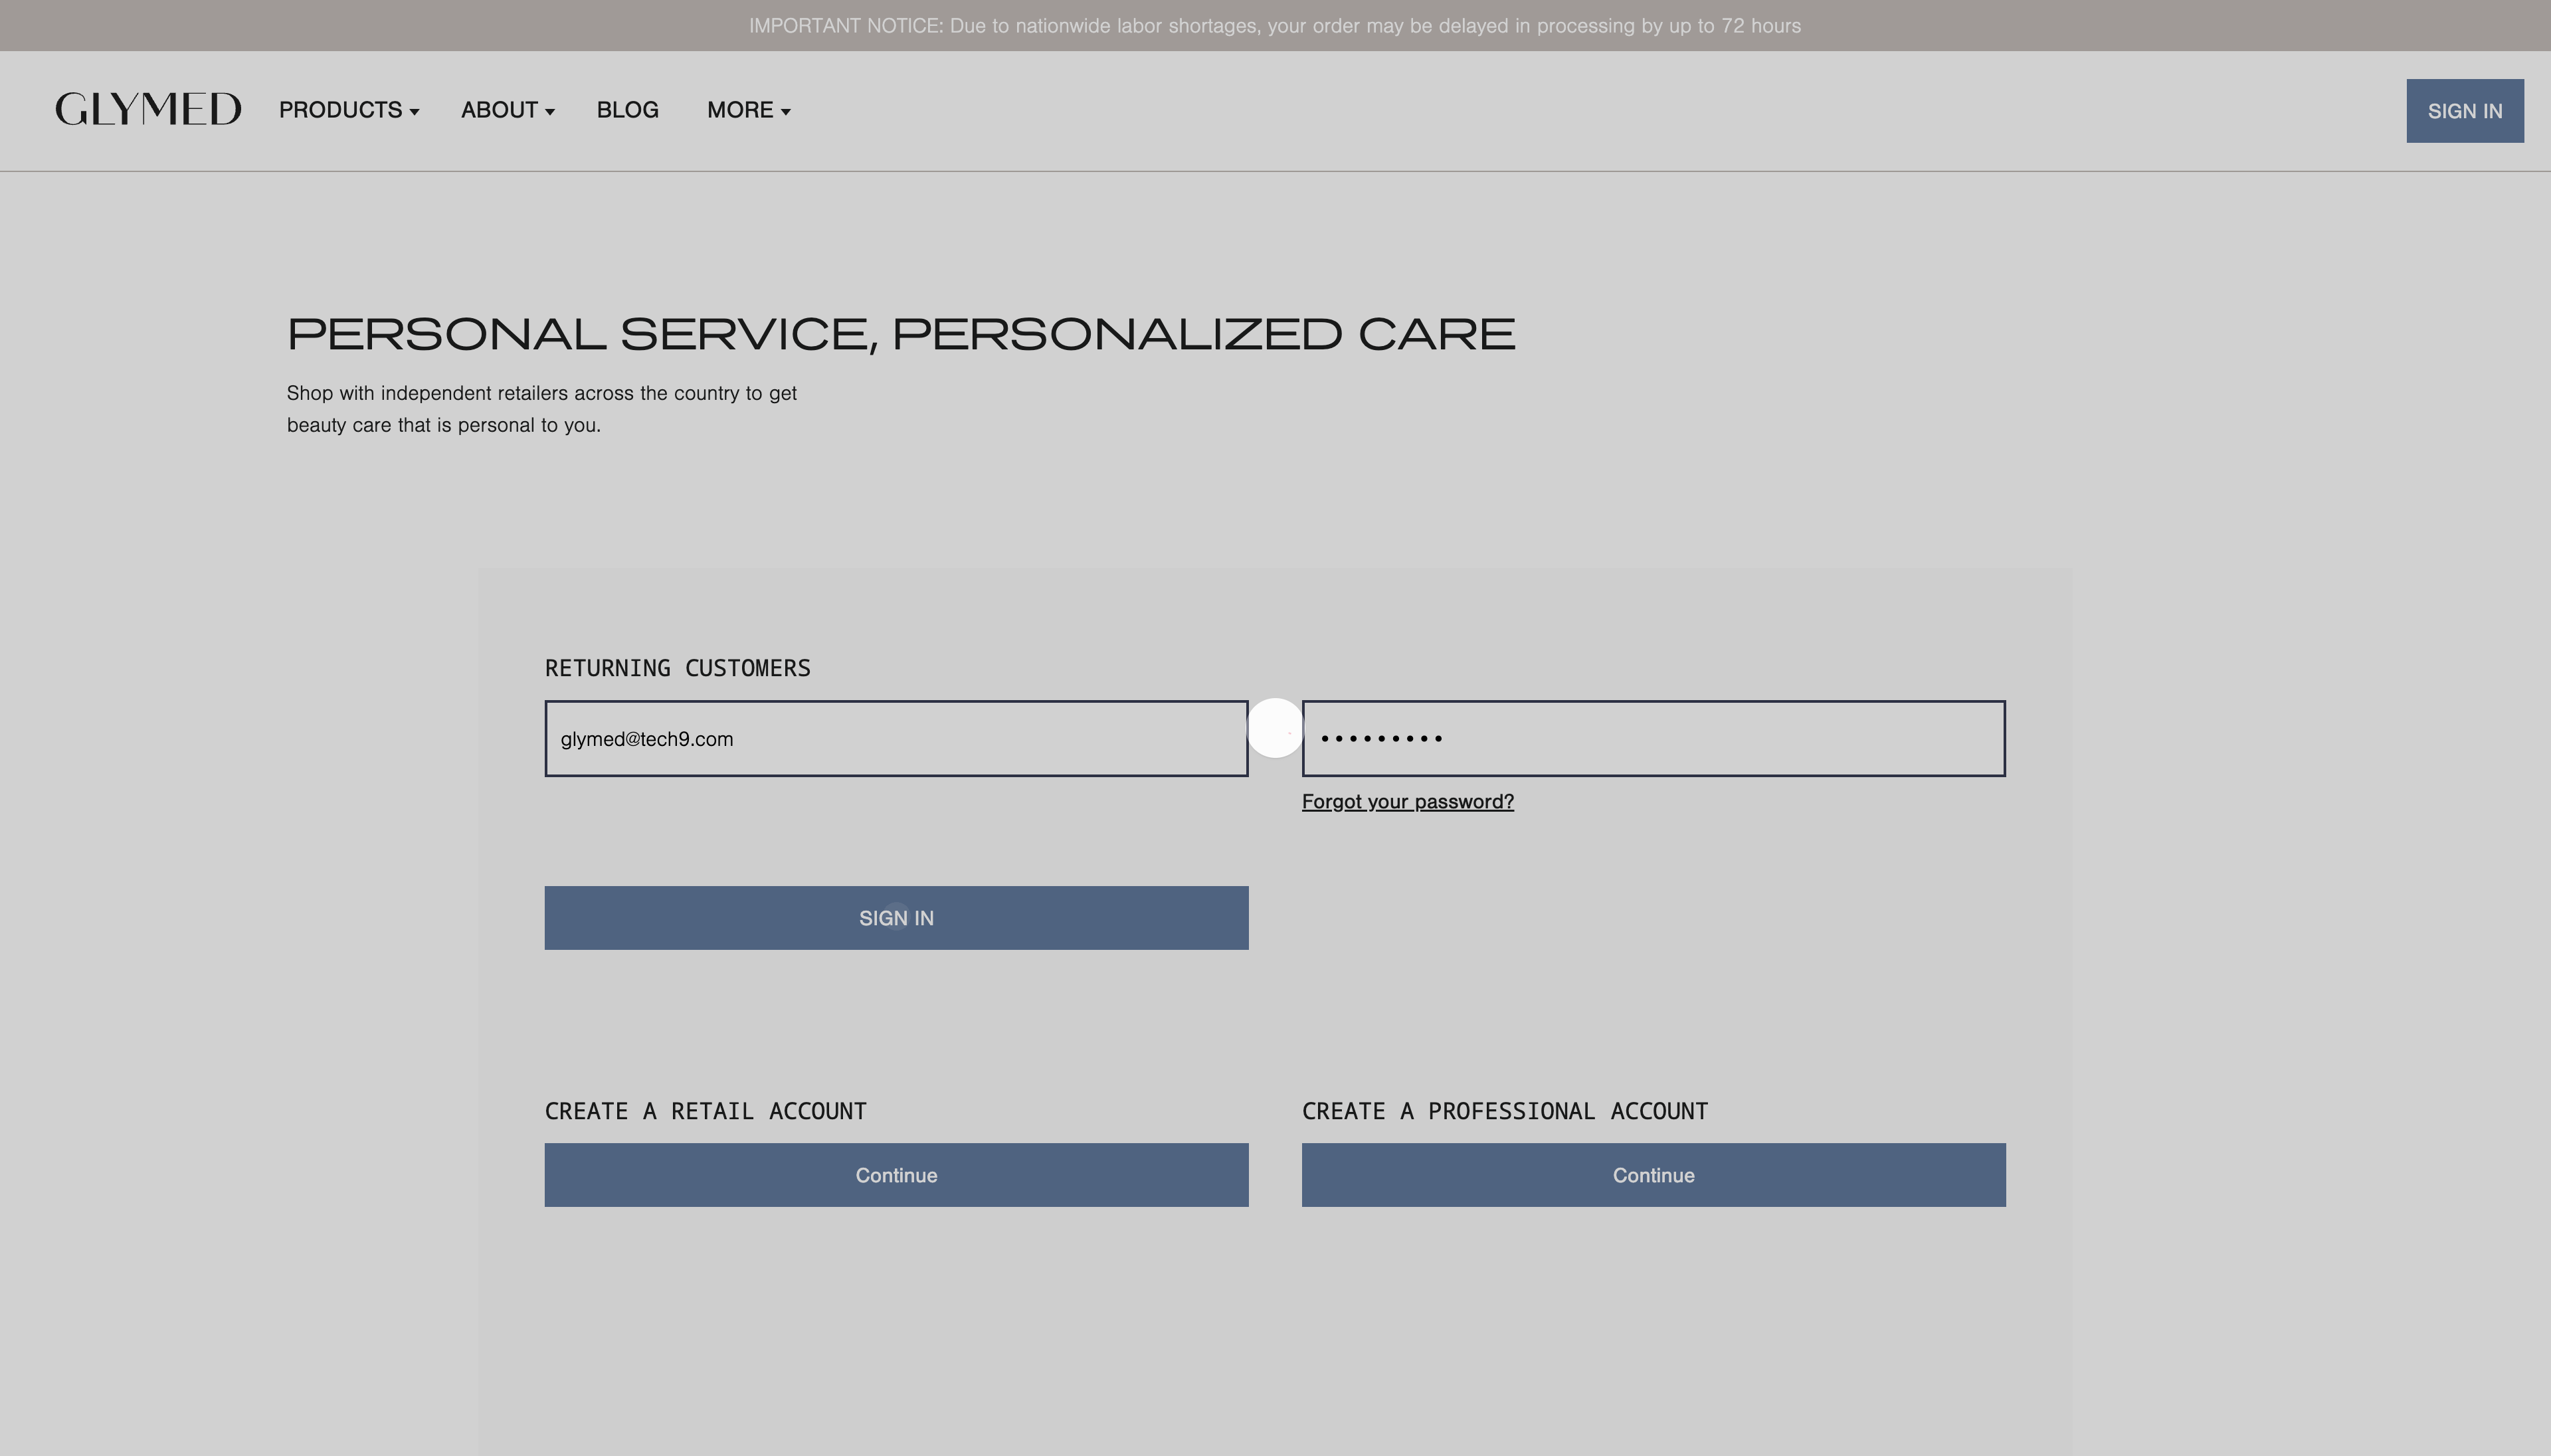 IMPORTANT NOTICE: Due to nationwide labor shortages, your order may be delayed in processing by up to 72 hours
GLYMED PRODUCTS ABOUT BLOG MORE SIGN IN
PERSONAL SERVICE, PERSONALIZED CARE
Shop with independent retailers across the country to get
beauty care that is personal to you.
RETURNING CUSTOMERS
glymed@tech9.com •••••••••
Forgot your password?
SIGN IN
CREATE A RETAIL ACCOUNT CREATE A PROFESSIONAL ACCOUNT
Continue Continue